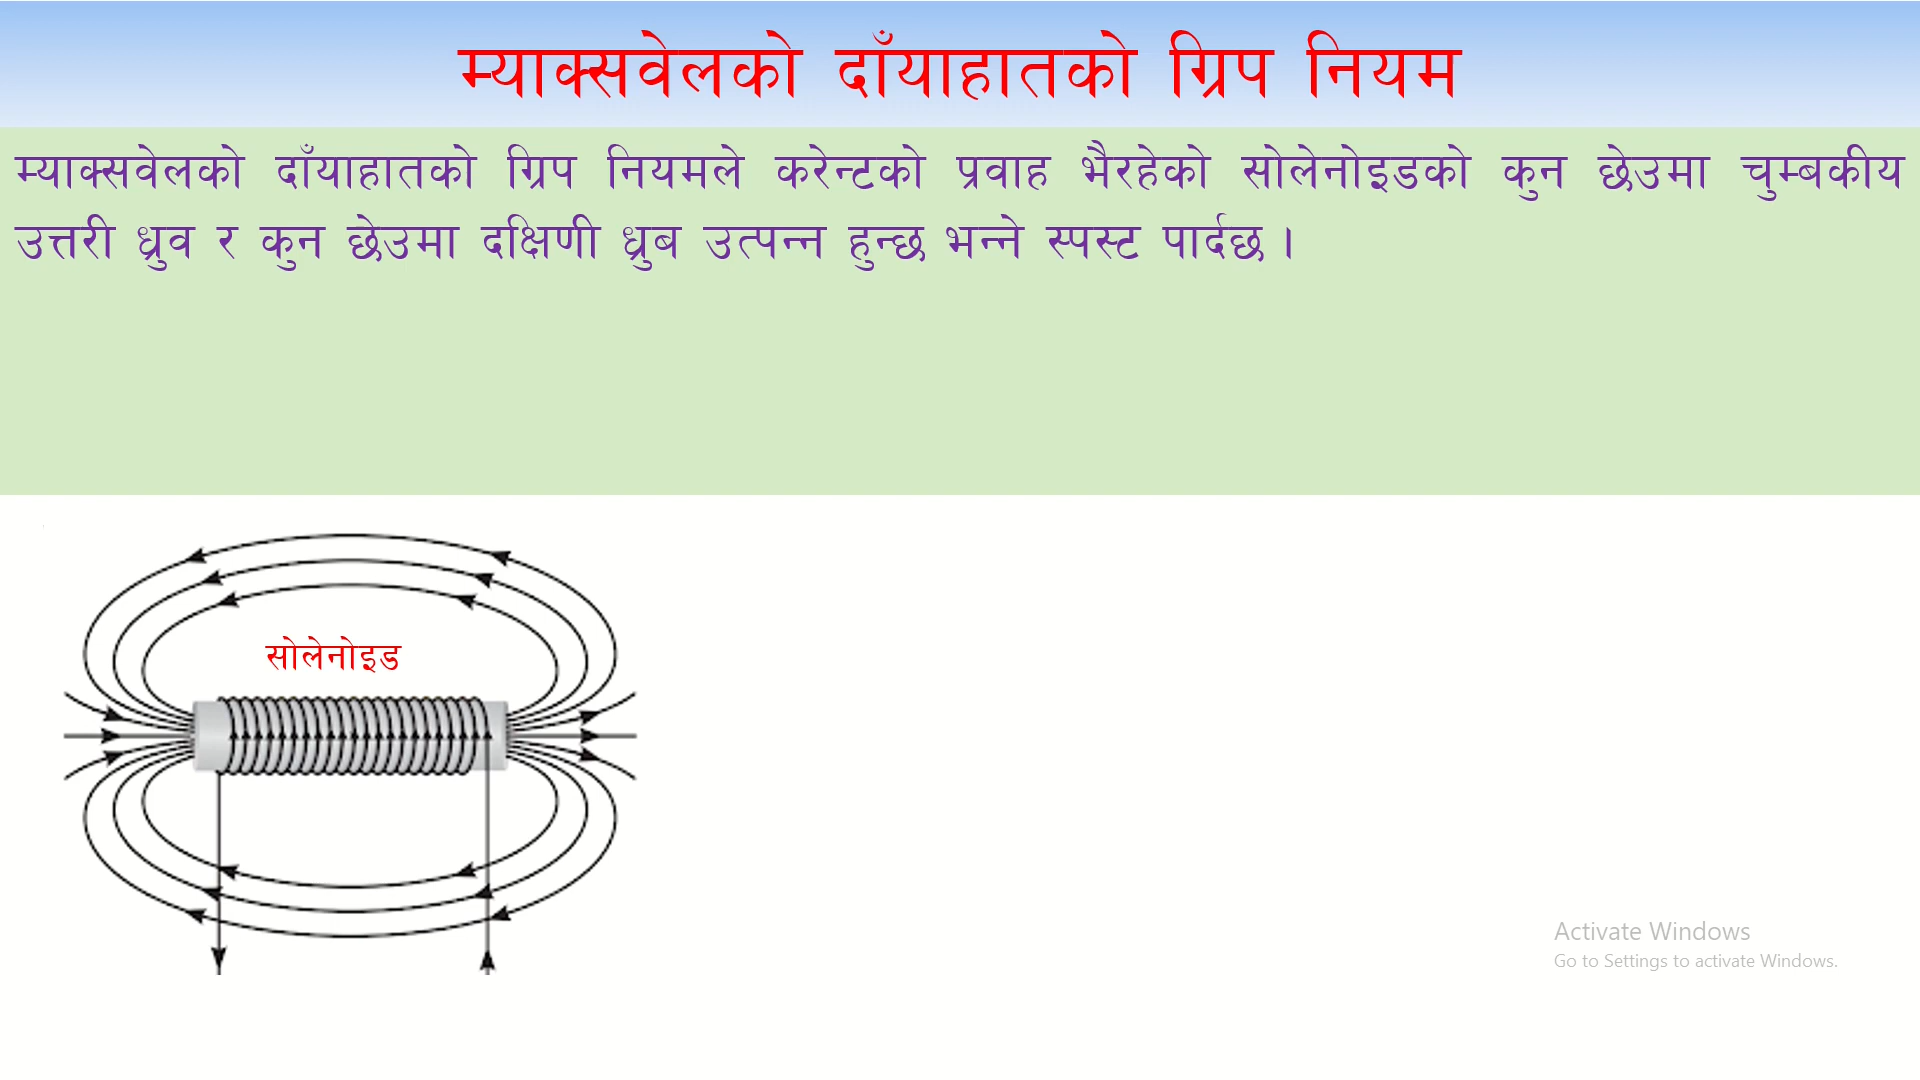 म्याक्सवेलको दाँयाहातको ग्रिप नियम
म्याक्सवेलको दाँयाहातको ग्रिप नियमले करेन्टको प्रवाह भैरहेको सोलेनोइडको कुन छेउमा चुम्बकीय
उत्तरी ध्रुव र कुन छेउमा दक्षिणी ध्रुब उत्पन्न हुन्छ भन्ने स्पस्ट पार्दछ ।
सोलेनोइड
Activate Windows
Go to Settings to activate Windows.